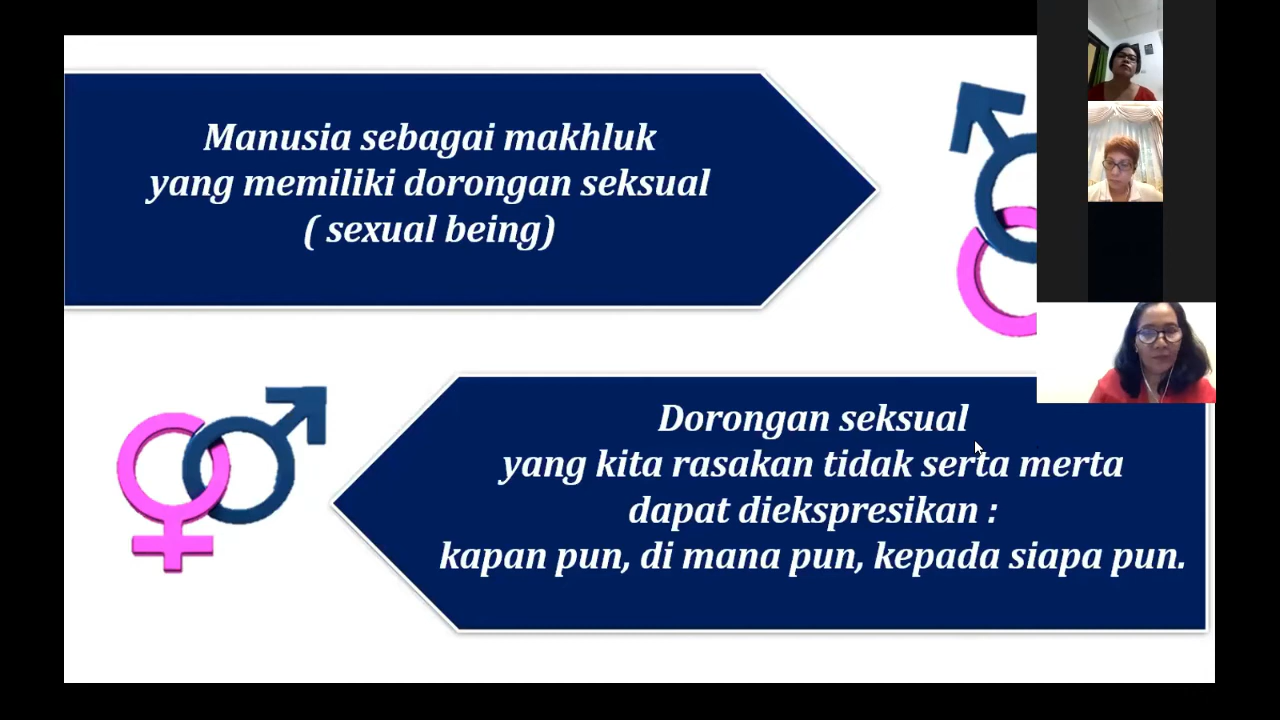 Manusia sebagai makhluk
yang memiliki dorongan seksual
( sexual being)
Dorongan seksual
yang kita rasakan tidak serta merta
dapat diekspresikan :
kapan pun, di mana pun, kepada siapa pun.